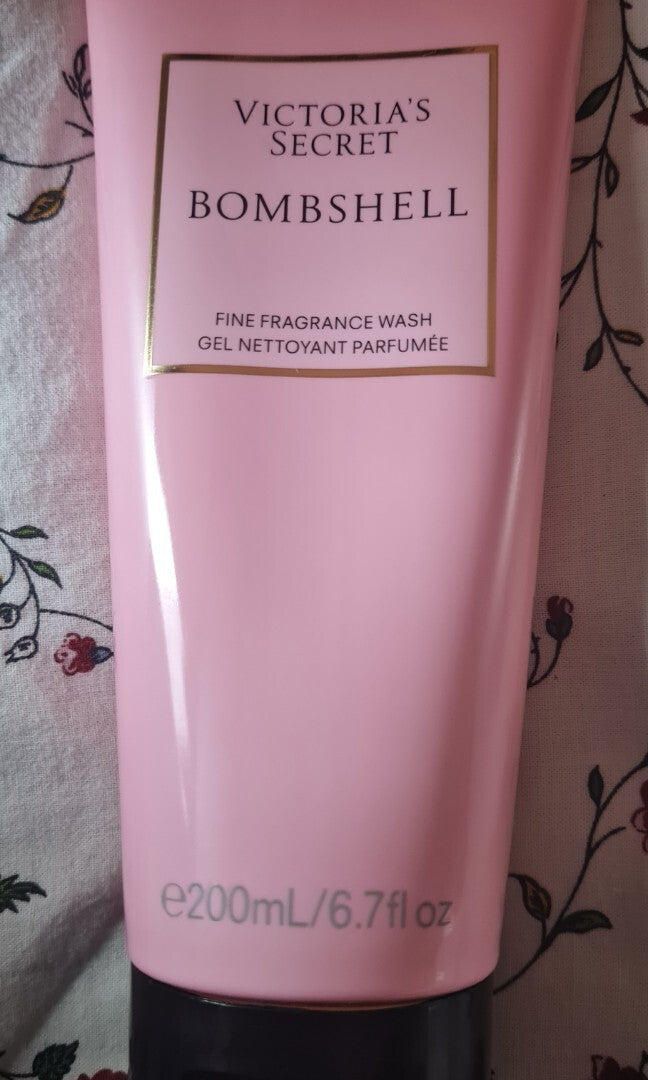 VICTORIA'S
SECRET
BOMBSHELL
FINE FRAGRANCE WASH
GEL NETTOYANT PARFUMÉE
℮200mL/6.7fl oz